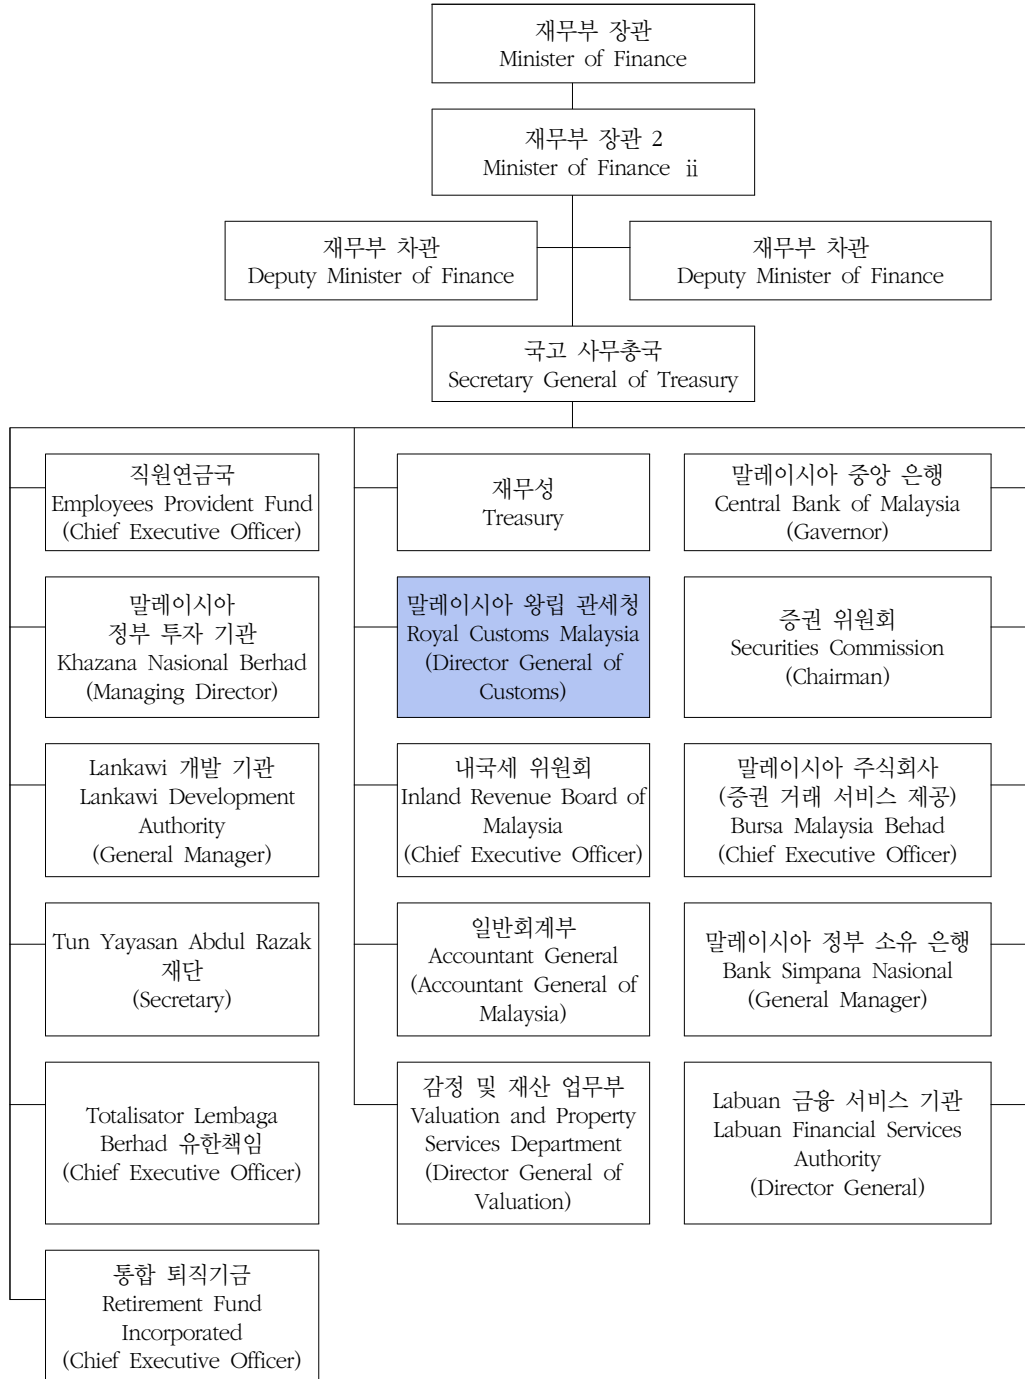 재무부 장관
Minister of Finance
재무부 장관 2
Minister of Finance ⅱ
재무부 차관
Deputy Minister of Finance
재무부 차관
Deputy Minister of Finance
국고 사무총국
Secretary General of Treasury
직원연금국
Employees Provident Fund
(Chief Executive Officer)
재무성
Treasury
말레이시아 중앙 은행
Central Bank of Malaysia
(Gavernor)
말레이시아
정부 투자 기관
Khazana Nasional Berhad
(Managing Director)
말레이시아 왕립 관세청
Royal Customs Malaysia
(Director General of
Customs)
증권 위원회
Securities Commission
(Chairman)
Lankawi 개발 기관
Lankawi Development
Authority
(General Manager)
내국세 위원회
Inland Revenue Board of
Malaysia
(Chief Executive Officer)
말레이시아 주식회사
(증권 거래 서비스 제공)
Bursa Malaysia Behad
(Chief Executive Officer)
Tun Yayasan Abdul Razak
재단
(Secretary)
일반회계부
Accountant General
(Accountant General of
Malaysia)
말레이시아 정부 소유 은행
Bank Simpana Nasional
(General Manager)
Totalisator Lembaga
Berhad 유한책임
(Chief Executive Officer)
감정 및 재산 업무부
Valuation and Property
Services Department
(Director General of
Valuation)
Labuan 금융 서비스 기관
Labuan Financial Services
Authority
(Director General)
통합 퇴직기금
Retirement Fund
Incorporated
(Chief Executive Officer)